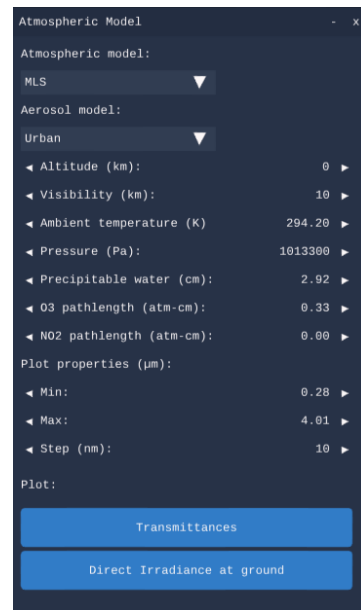 Atmospheric Model - x
Atmospheric model:
MLS
Aerosol model:
Urban
Altitude (km): 0
Visibility (km): 10
Ambient temperature (K) 294.20
Pressure (Pa): 1013300
Precipitable water (cm): 2.92
O3 pathlength (atm-cm): 0.33
NO2 pathlength (atm-cm): 0.00
Plot properties (µm):
Min: 0.28
Max: 4.01
Step (nm): 10
Plot:
Transmittances
Direct Irradiance at ground